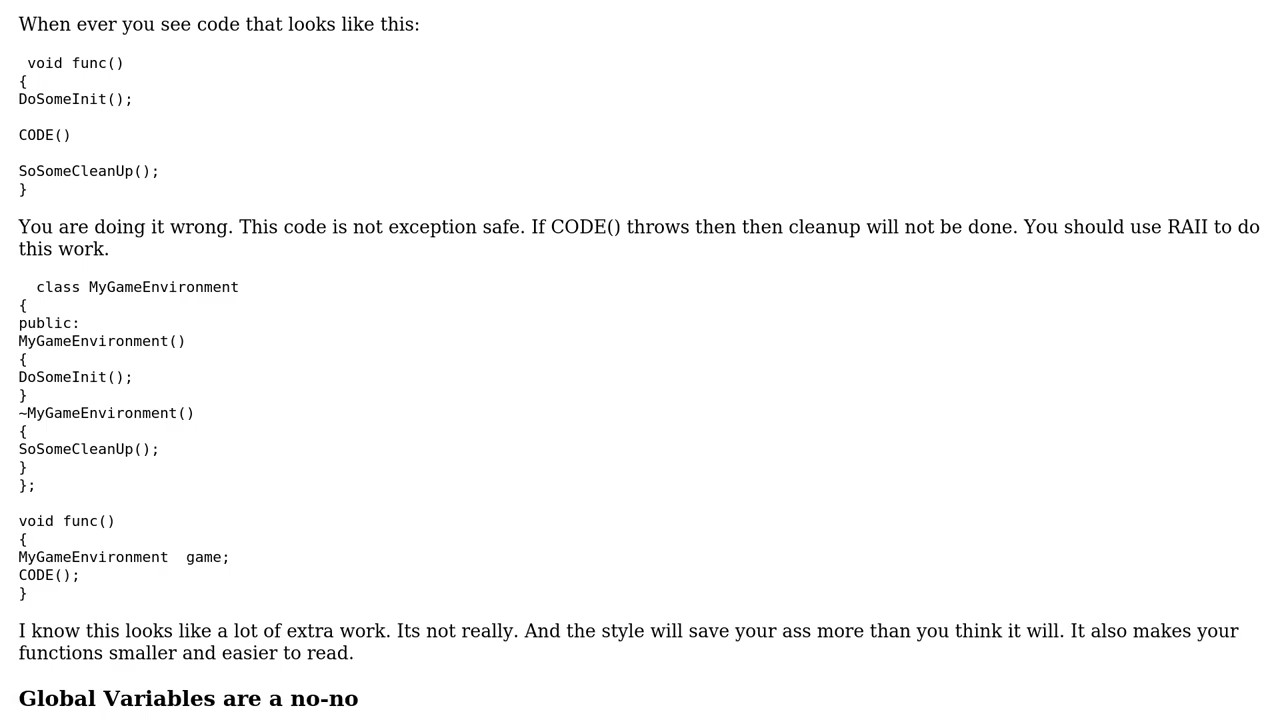 When ever you see code that looks like this:
void func()
{
DoSomeInit();
CODE()
SoSomeCleanUp();
}
You are doing it wrong. This code is not exception safe. If CODE() throws then then cleanup will not be done. You should use RAII to do
this work.
class MyGameEnvironment
{
public:
MyGameEnvironment()
{
DoSomeInit();
}
~MyGameEnvironment()
{
SoSomeCleanUp();
}
};
void func()
{
MyGameEnvironment  game;
CODE();
}
I know this looks like a lot of extra work. Its not really. And the style will save your ass more than you think it will. It also makes your
functions smaller and easier to read.
Global Variables are a no-no